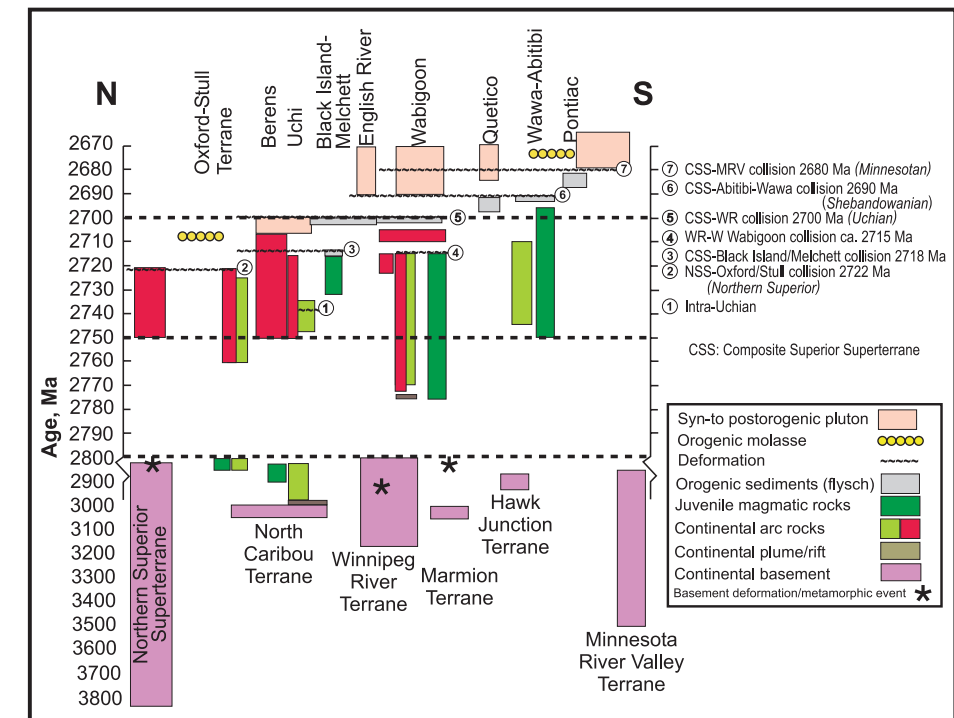 N
S
Oxford-Stull
Terrane
Berens
Uchi
Black Island-
Melchett
English River
Wabigoon
Quetico
Wawa-Abitibi
Pontiac
Age, Ma
2670
2680
2690
2700
2710
2720
2730
2740
2750
2760
2770
2780
2790
2800
2900
3000
3100
3200
3300
3400
3500
3600
3700
3800
7
6
5
4
3
2
1
7 CSS-MRV collision 2680 Ma (Minnesotan)
6 CSS-Abitibi-Wawa collision 2690 Ma
(Shebandowanian)
5 CSS-WR collision 2700 Ma (Uchian)
4 WR-W Wabigoon collision ca. 2715 Ma
3 CSS-Black Island/Melchett collision 2718 Ma
2 NSS-Oxford/Stull collision 2722 Ma
(Northern Superior)
1 Intra-Uchian
CSS: Composite Superior Superterrane
Syn-to postorogenic pluton
Orogenic molasse
Deformation
Orogenic sediments (flysch)
Juvenile magmatic rocks
Continental arc rocks
Continental plume/rift
Continental basement
Basement deformation/metamorphic event *
Northern Superior
Superterrane
North
Caribou
Terrane
Winnipeg
River
Terrane
Marmion
Terrane
Hawk
Junction
Terrane
Minnesota
River Valley
Terrane